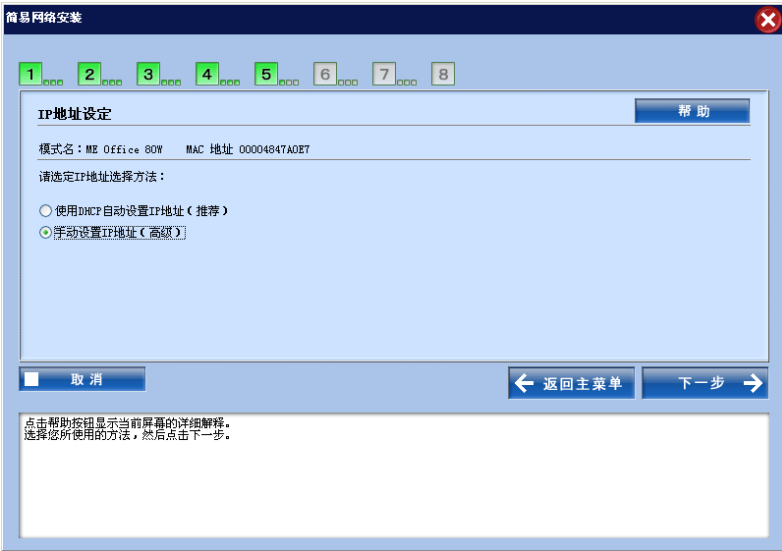 简易网络安装
1 2 3 4 5 6 7 8
IP地址设定
帮助
模式名：ME Office 80W MAC 地址 00004847A0E7
请选定IP地址选择方法：
使用DHCP自动设置IP地址（推荐）
手动设置IP地址（高级）
取消
返回主菜单
下一步
点击帮助按钮显示当前屏幕的详细解释。
选择您所使用的方法，然后点击下一步。